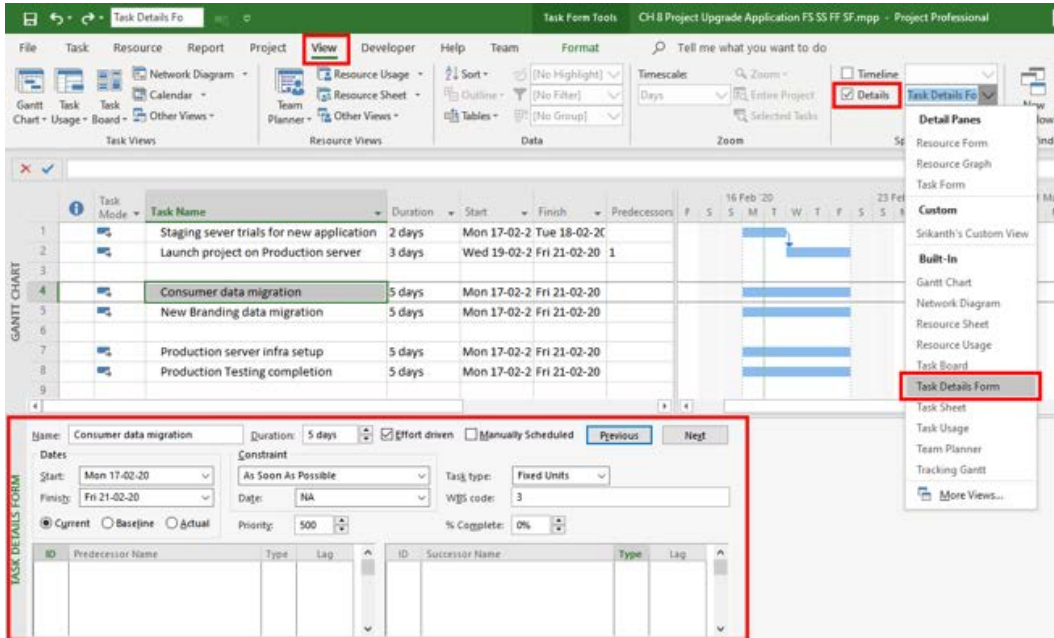 Task Details Fo
Task Form Tools
CH 8 Project Upgrade Application FS SS FF SF.mpp - Project Professional
File Task Resource Report Project View Developer Help Team Format Tell me what you want to do
Gantt Chart
Task Usage
Task Board
Network Diagram
Calendar
Other Views
Task Views
Team Planner
Resource Usage
Resource Sheet
Other Views
Resource Views
Sort
Outline
Tables
[No Highlight]
[No Filter]
[No Group]
Data
Timescale:
Days
Zoom
Entire Project
Selected Tasks
Zoom
Timeline
Details
Task Details Fo
Detail Panes
Resource Form
Resource Graph
Task Form
Custom
Srikanth's Custom View
Built-In
Gantt Chart
Network Diagram
Resource Sheet
Resource Usage
Task Board
Task Details Form
Task Sheet
Task Usage
Team Planner
Tracking Gantt
More Views...
GANTT CHART
Task Mode Task Name Duration Start Finish Predecessors
16 Feb '20 23 Fe
F S S M T W T F S S
1 Staging sever trials for new application 2 days Mon 17-02-2 Tue 18-02-20
2 Launch project on Production server 3 days Wed 19-02-2 Fri 21-02-20 1
3
4 Consumer data migration 5 days Mon 17-02-2 Fri 21-02-20
5 New Branding data migration 5 days Mon 17-02-2 Fri 21-02-20
6
7 Production server infra setup 5 days Mon 17-02-2 Fri 21-02-20
8 Production Testing completion 5 days Mon 17-02-2 Fri 21-02-20
9
TASK DETAILS FORM
Name: Consumer data migration Duration: 5 days Effort driven Manually Scheduled Previous Next
Dates Constraint
Start: Mon 17-02-20 As Soon As Possible Task type: Fixed Units
Finish: Fri 21-02-20 Date: NA WBS code: 3
Current Baseline Actual Priority: 500 % Complete: 0%
ID Predecessor Name Type Lag ID Successor Name Type Lag